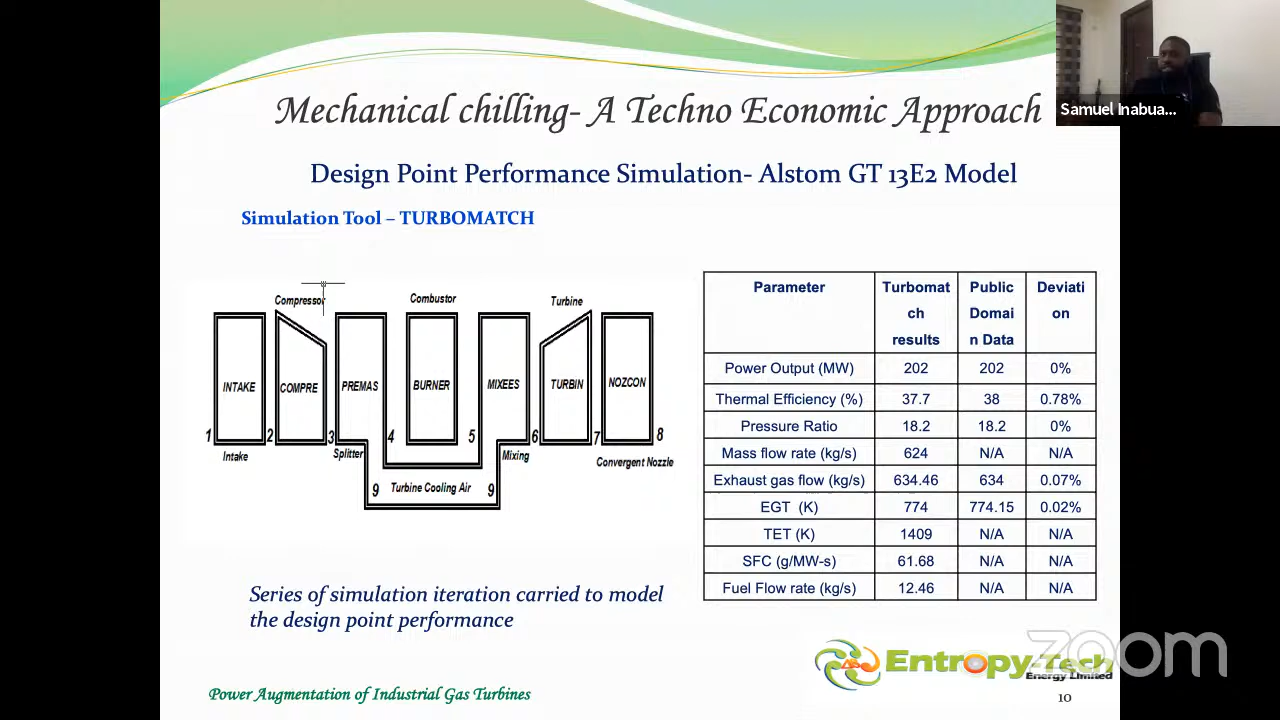 Mechanical chilling- A Techno Economic Approach
Samuel Inabua...
Design Point Performance Simulation- Alstom GT 13E2 Model
Simulation Tool – TURBOMATCH
Compressor
Combustor
Turbine
INTAKE
COMPRE
PREMAS
BURNER
MIXEES
TURBIN
NOZCON
1
2
3
4
5
6
7
8
Intake
Splitter
Mixing
Convergent Nozzle
9
Turbine Cooling Air
9
Parameter
Turbomat
ch
results
Public
Domai
n Data
Deviati
on
Power Output (MW) 202 202 0%
Thermal Efficiency (%) 37.7 38 0.78%
Pressure Ratio 18.2 18.2 0%
Mass flow rate (kg/s) 624 N/A N/A
Exhaust gas flow (kg/s) 634.46 634 0.07%
EGT (K) 774 774.15 0.02%
TET (K) 1409 N/A N/A
SFC (g/MW-s) 61.68 N/A N/A
Fuel Flow rate (kg/s) 12.46 N/A N/A
Series of simulation iteration carried to model
the design point performance
Entropy-Tech
Energy Limited
zoom
Power Augmentation of Industrial Gas Turbines
10